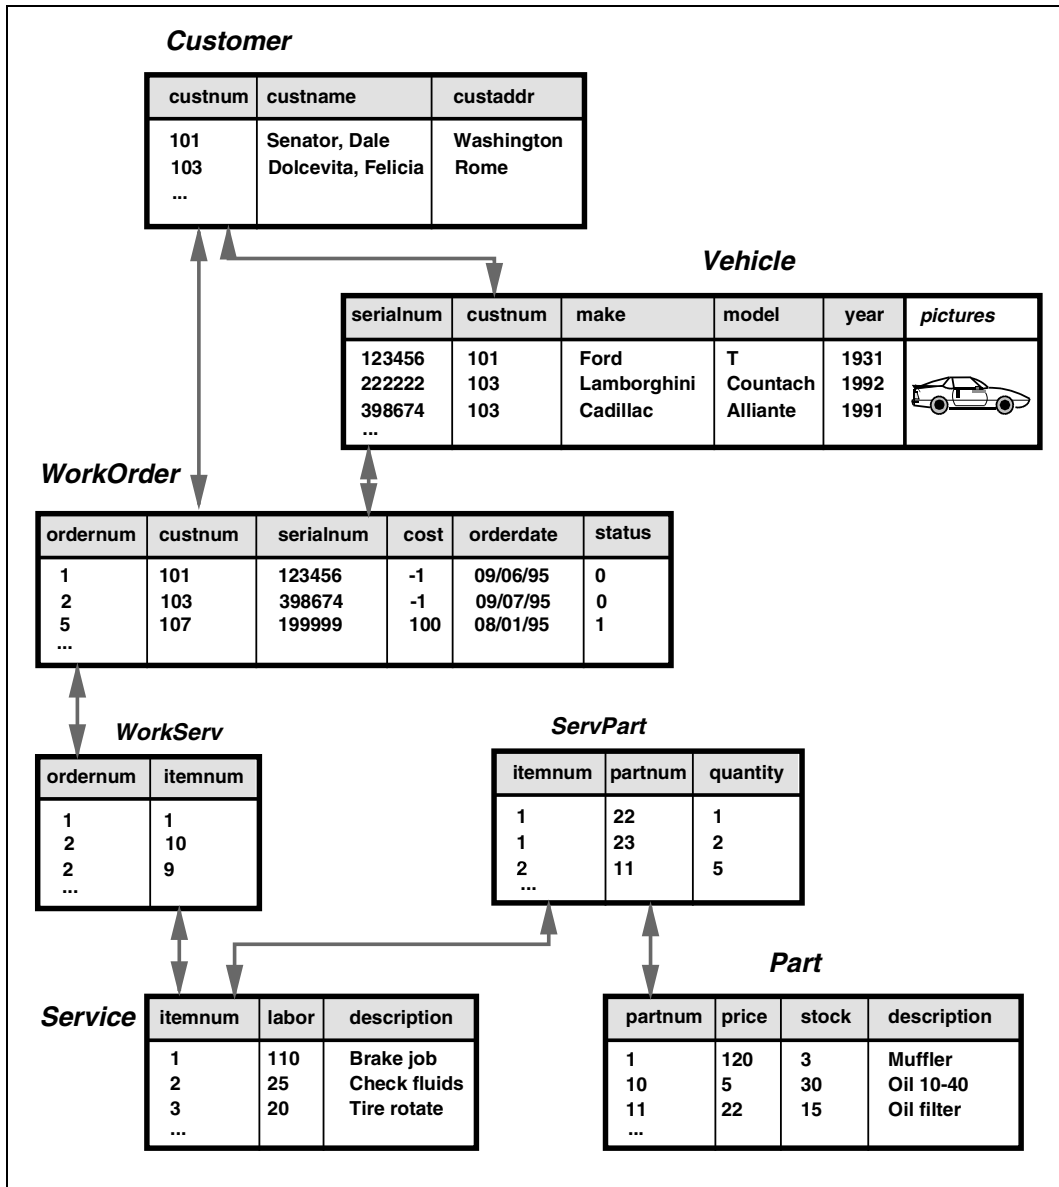 Customer
custnum custname custaddr
101 Senator, Dale Washington
103 Dolcevita, Felicia Rome
...
Vehicle
serialnum custnum make model year pictures
123456 101 Ford T 1931
222222 103 Lamborghini Countach 1992
398674 103 Cadillac Alliante 1991
...
WorkOrder
ordernum custnum serialnum cost orderdate status
1 101 123456 -1 09/06/95 0
2 103 398674 -1 09/07/95 0
5 107 199999 100 08/01/95 1
...
WorkServ
ordernum itemnum
1 1
2 10
2 9
...
ServPart
itemnum partnum quantity
1 22 1
1 23 2
2 11 5
...
Service
itemnum labor description
1 110 Brake job
2 25 Check fluids
3 20 Tire rotate
...
Part
partnum price stock description
1 120 3 Muffler
10 5 30 Oil 10-40
11 22 15 Oil filter
...